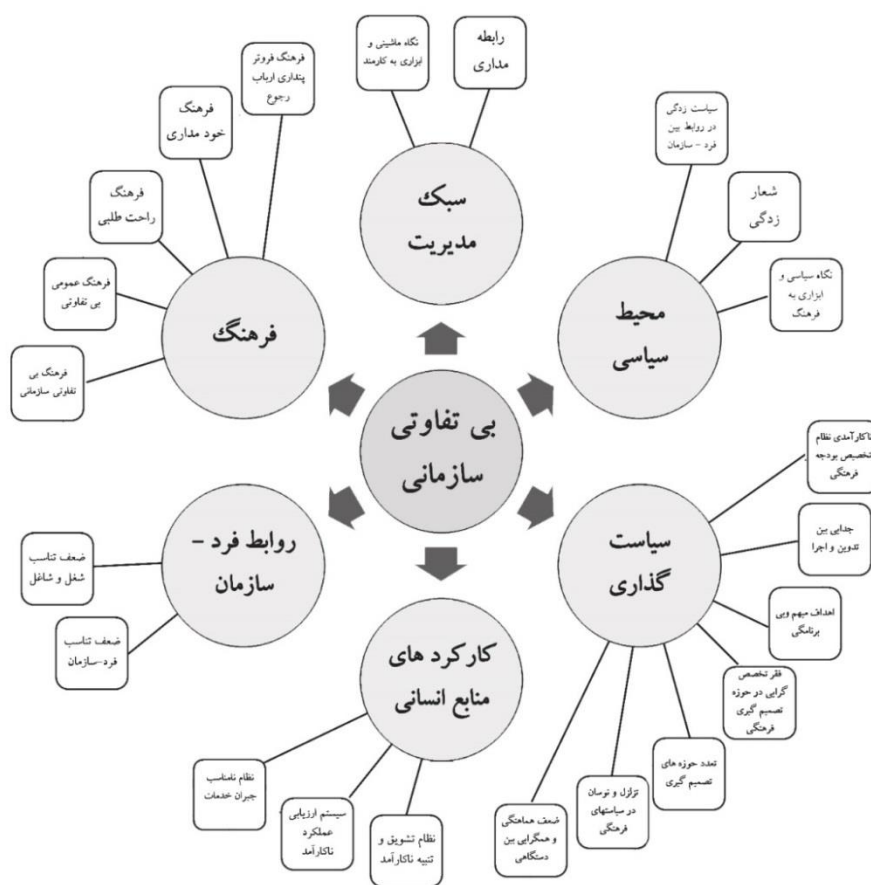 بی تفاوتی
سازمانی
سبک
مدیریت
رابطه
مداری
نگاه ماشینی و
ابزاری به کارمند
محیط
سیاسی
سیاست زدگی
در روابط بین
فرد - سازمان
شعار
زدگی
نگاه سیاسی و
ابزاری به
فرهنگ
سیاست
گذاری
ناکارآمدی نظام
تخصیص بودجه
فرهنگی
جدایی بین
تدوین و اجرا
اهداف مبهم وبی
برنامگی
فقر تخصص
گرایی در حوزه
تصمیم گیری
فرهنگی
تعدد حوزه های
تصمیم گیری
تزلزل و نوسان
در سیاستهای
فرهنگی
ضعف هماهنگی
و همگرایی بین
دستگاهی
کارکرد های
منابع انسانی
نظام تشویق و
تنبیه ناکارآمد
سیستم ارزیابی
عملکرد
ناکارآمد
نظام نامناسب
جبران خدمات
روابط فرد -
سازمان
ضعف تناسب
فرد-سازمان
ضعف تناسب
شغل و شاغل
فرهنگ
فرهنگ بی
تفاوتی سازمانی
فرهنگ عمومی
بی تفاوتی
فرهنگ
راحت طلبی
فرهنگ
خود مداری
فرهنگ فروتر
پنداری ارباب
رجوع